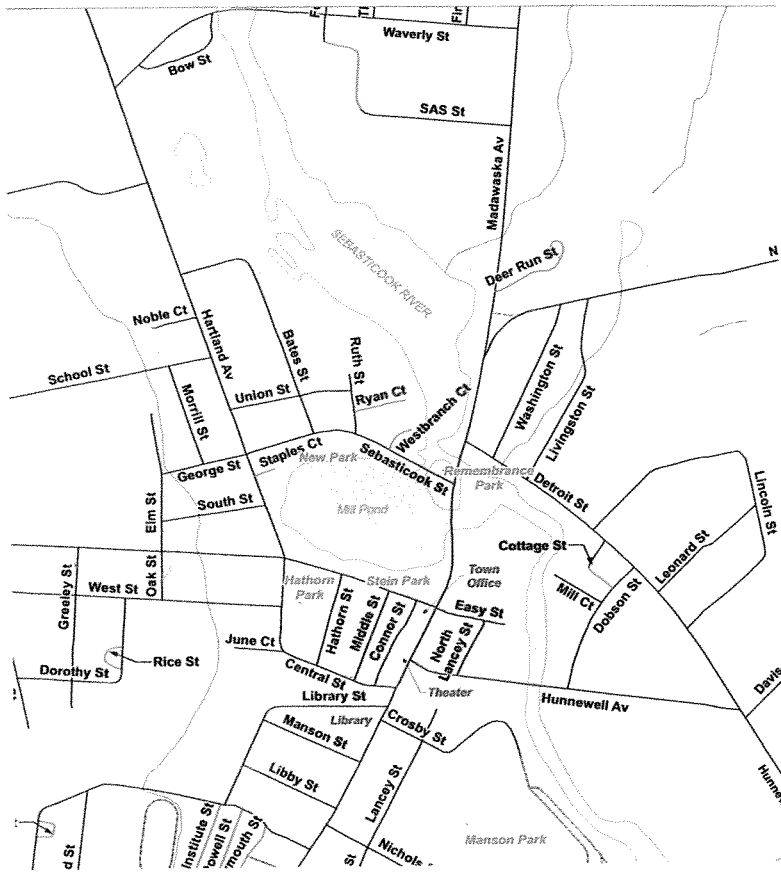 Waverly St
Bow St
SAS St
Madawaska Av
SEBASTICOOK RIVER
Deer Run St
N
Noble Ct
Hartland Av
Bates St
Ruth St
School St
Union St
Ryan Ct
Morrill St
Westbranch Ct
Washington St
Livingston St
George St
Staples Ct
New Park
Sebasticook St
Remembrance
Park
Detroit St
Lincoln St
Elm St
South St
Mill Pond
Cottage St
Leonard St
Greeley St
West St
Oak St
Hathorn
Park
Stein Park
Town
Office
Mill Ct
Dobson St
Hathorn St
Middle St
Connor St
Easy St
June Ct
North
Lancey St
Rice St
Dorothy St
Central St
Theater
Davis
Library St
Hunnewell Av
Manson St
Library
Crosby St
Libby St
Lancey St
Institute St
Manson Park
Nichols
St